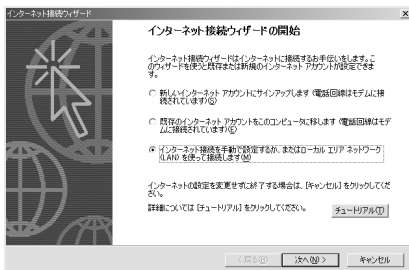 インターネット接続ウィザード
インターネット接続ウィザードの開始
インターネット接続ウィザードはインターネットに接続するお手伝いをします。こ
のウィザードを使うと既存または新規のインターネット アカウントが設定できま
す。
新しいインターネット アカウントにサインアップします (電話回線はモデムに接
続されています)(S)
既存のインターネット アカウントをこのコンピュータに移します (電話回線はモデ
ムに接続されています)(E)
インターネット接続を手動で設定するか、またはローカル エリア ネットワーク
(LAN) を使って接続します(M)
インターネットの設定を変更せずに終了する場合は、[キャンセル] をクリックしてくだ
さい。
詳細については [チュートリアル] をクリックしてください。
チュートリアル(T)
< 戻る(B)
次へ(N) >
キャンセル